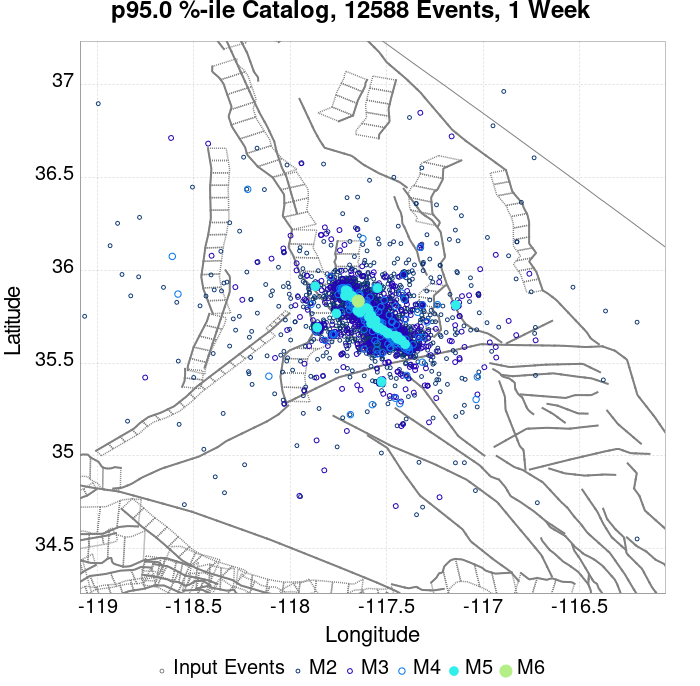 p95.0 %-ile Catalog, 12588 Events, 1 Week
37
36.5
36
35.5
35
34.5
Latitude
-119 -118.5 -118 -117.5 -117 -116.5
Longitude
Input Events M2 M3 M4 M5 M6